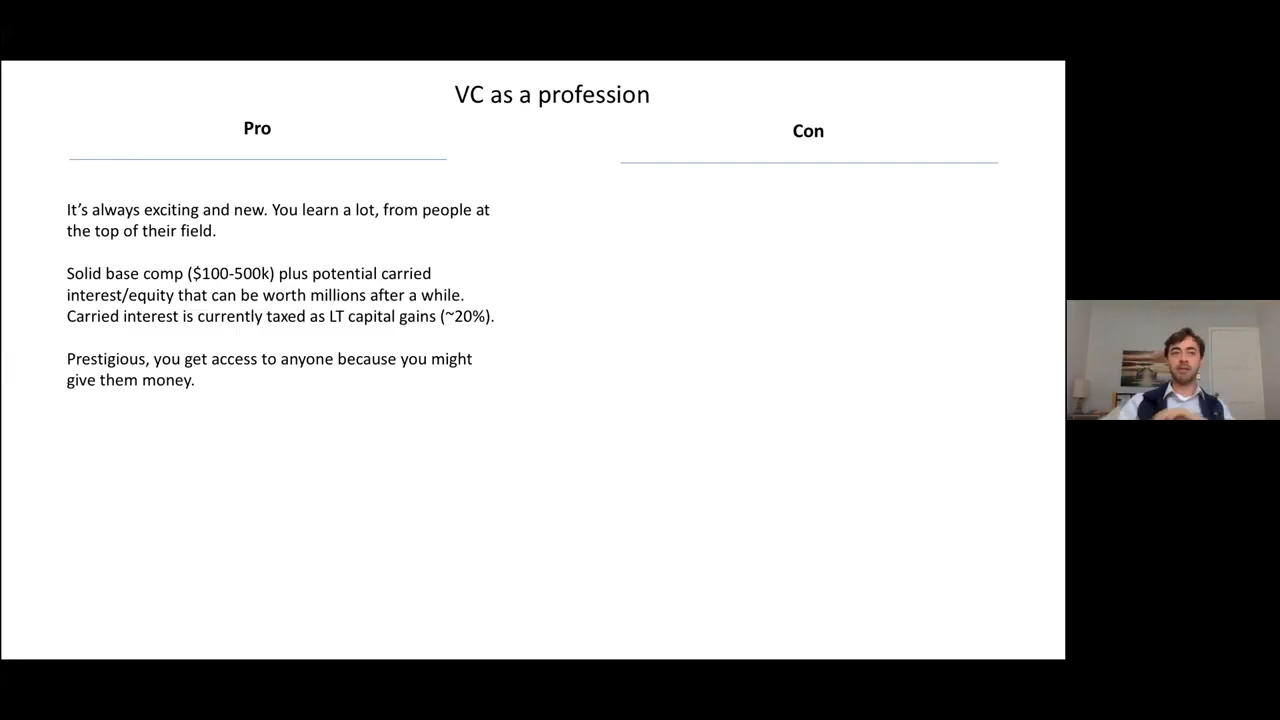 VC as a profession
Pro
Con
It’s always exciting and new. You learn a lot, from people at
the top of their field.
Solid base comp ($100-500k) plus potential carried
interest/equity that can be worth millions after a while.
Carried interest is currently taxed as LT capital gains (~20%).
Prestigious, you get access to anyone because you might
give them money.